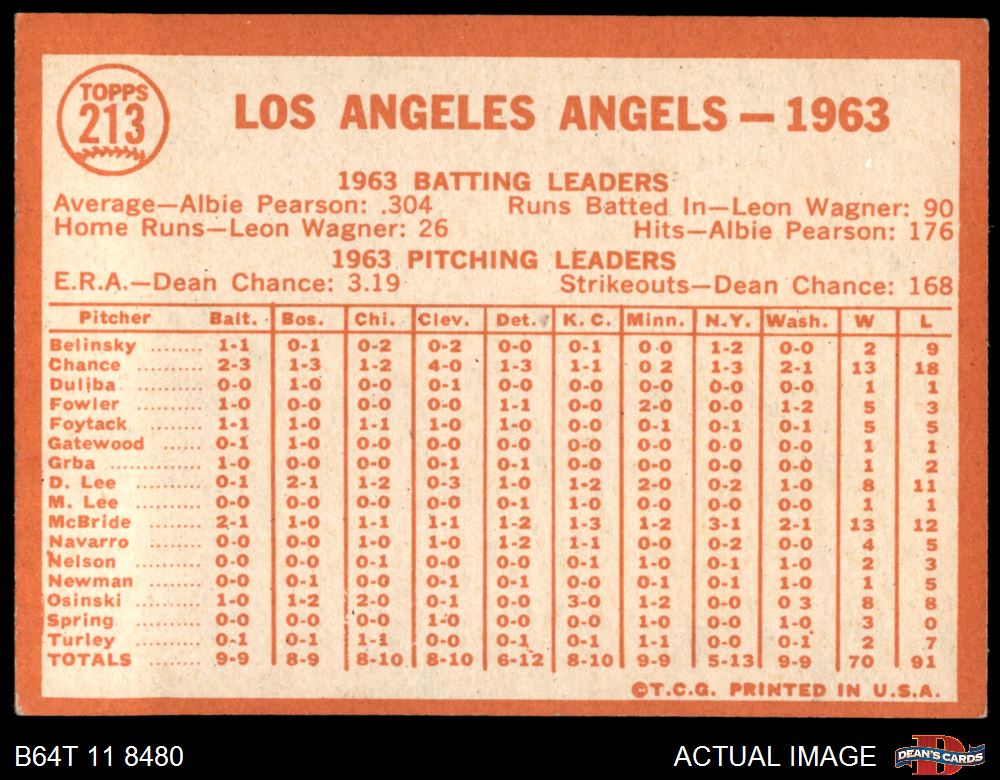 TOPPS
213
LOS ANGELES ANGELS — 1963
1963 BATTING LEADERS
Average—Albie Pearson: .304 Runs Batted In—Leon Wagner: 90
Home Runs—Leon Wagner: 26 Hits—Albie Pearson: 176
1963 PITCHING LEADERS
E.R.A.—Dean Chance: 3.19 Strikeouts—Dean Chance: 168
Pitcher Balt. Bos. Chi. Clev. Det. K. C. Minn. N.Y. Wash. W L
Belinsky ........ 1-1 0-1 0-2 0-2 0-0 0-1 0-0 1-2 0-0 2 9
Chance .......... 2-3 1-3 1-2 4-0 1-3 1-1 0 2 1-3 2-1 13 18
Duliba .......... 0-0 1-0 0-0 0-1 0-0 0-0 0-0 0-0 0-0 1 1
Fowler .......... 1-0 0-0 0-0 0-0 1-1 0-0 2-0 0-0 1-2 5 3
Foytack ........ 1-1 1-0 1-1 1-0 1-0 0-0 0-1 0-1 0-1 5 5
Gatewood ...... 0-1 1-0 0-0 0-0 0-0 0-0 0-0 0-0 0-0 1 1
Grba .............. 1-0 0-0 0-0 0-1 0-1 0-0 0-0 0-0 0-0 1 2
D. Lee .......... 0-1 2-1 1-2 0-3 1-0 1-2 2-0 0-2 1-0 8 11
M. Lee .......... 0-0 0-0 0-0 0-0 0-1 1-0 0-0 0-0 0-0 1 1
McBride ........ 2-1 1-0 1-1 1-1 1-2 1-3 1-2 3-1 2-1 13 12
Navarro ........ 0-0 0-0 1-0 1-0 1-2 1-1 0-0 0-2 0-0 4 5
Nelson .......... 0-0 0-0 0-1 0-0 0-0 0-1 1-0 0-1 1-0 2 3
Newman ........ 0-0 0-1 0-0 0-1 0-1 0-0 0-1 0-1 1-0 1 5
Osinski .......... 1-0 1-2 2-0 0-1 0-0 3-0 1-2 0-0 0 3 8 8
Spring .......... 0-0 0-0 0-0 1-0 0-0 1-0 0-0 0-0 1-0 3 0
Turley .......... 0-1 0-1 1-1 0-0 0-1 0-1 1-1 0-0 0-1 2 7
TOTALS ........ 9-9 8-9 8-10 8-10 6-12 8-10 9-9 5-13 9-9 70 91
©T.C.G. PRINTED IN U.S.A.
B64T 11 8480 ACTUAL IMAGE DEAN'S CARDS